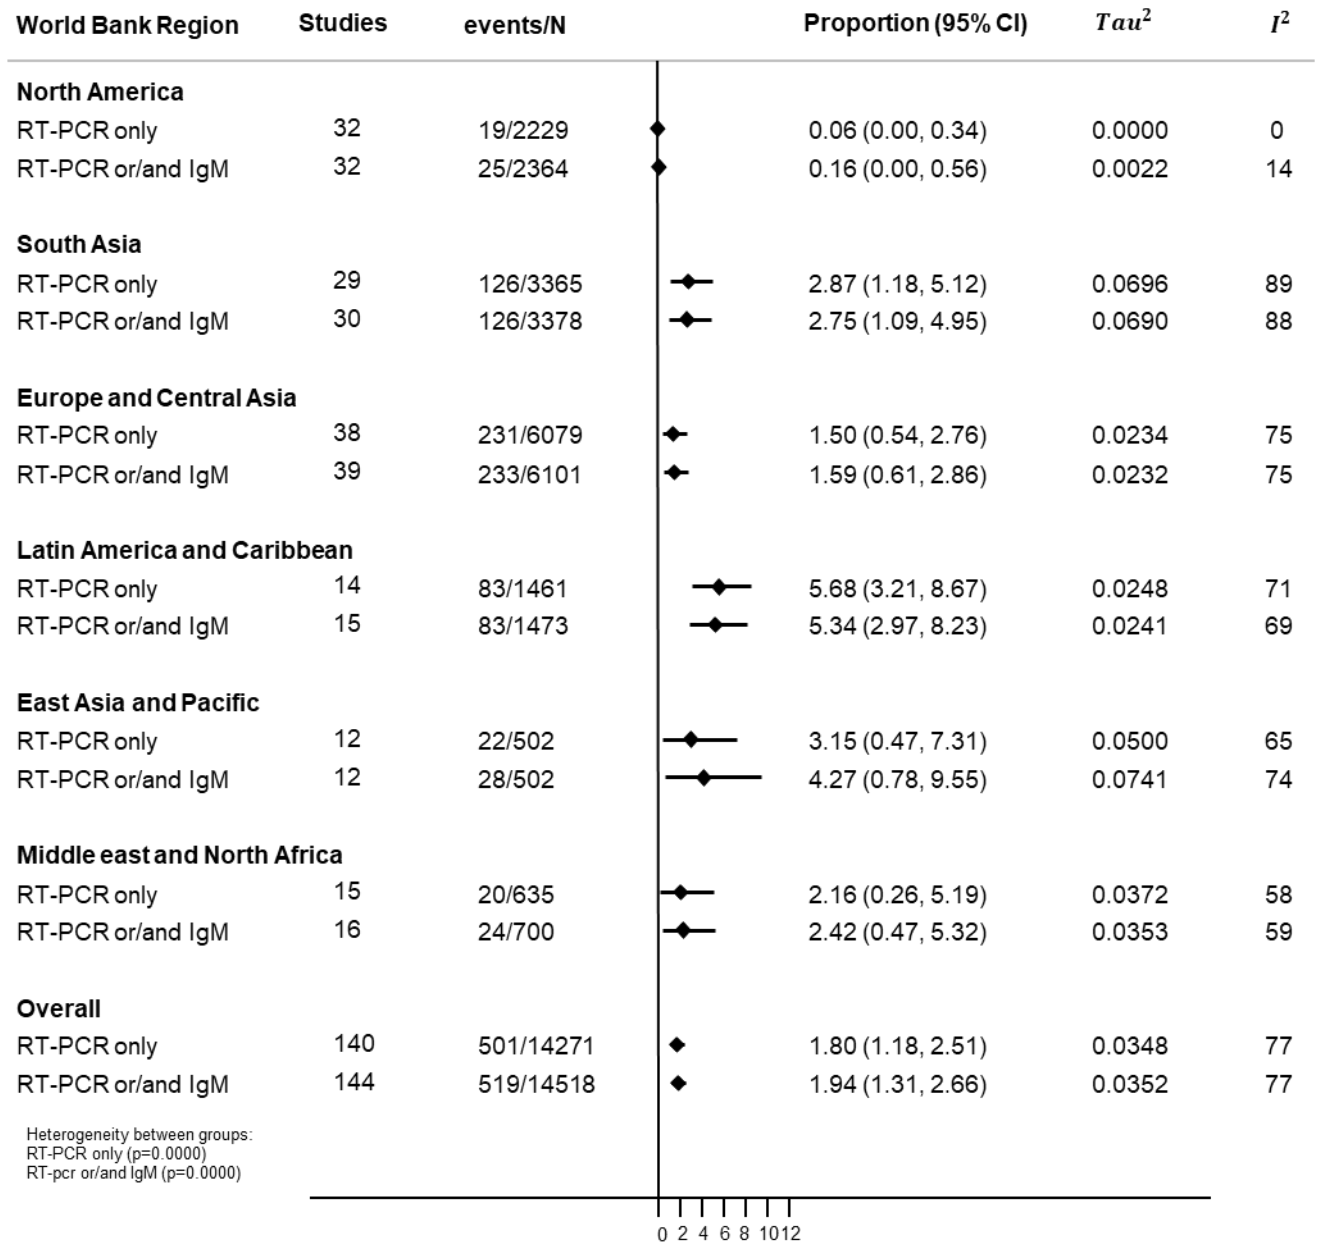 World Bank Region Studies events/N Proportion (95% CI) Tau² I²
North America
RT-PCR only 32 19/2229 0.06 (0.00, 0.34) 0.0000 0
RT-PCR or/and IgM 32 25/2364 0.16 (0.00, 0.56) 0.0022 14
South Asia
RT-PCR only 29 126/3365 2.87 (1.18, 5.12) 0.0696 89
RT-PCR or/and IgM 30 126/3378 2.75 (1.09, 4.95) 0.0690 88
Europe and Central Asia
RT-PCR only 38 231/6079 1.50 (0.54, 2.76) 0.0234 75
RT-PCR or/and IgM 39 233/6101 1.59 (0.61, 2.86) 0.0232 75
Latin America and Caribbean
RT-PCR only 14 83/1461 5.68 (3.21, 8.67) 0.0248 71
RT-PCR or/and IgM 15 83/1473 5.34 (2.97, 8.23) 0.0241 69
East Asia and Pacific
RT-PCR only 12 22/502 3.15 (0.47, 7.31) 0.0500 65
RT-PCR or/and IgM 12 28/502 4.27 (0.78, 9.55) 0.0741 74
Middle east and North Africa
RT-PCR only 15 20/635 2.16 (0.26, 5.19) 0.0372 58
RT-PCR or/and IgM 16 24/700 2.42 (0.47, 5.32) 0.0353 59
Overall
RT-PCR only 140 501/14271 1.80 (1.18, 2.51) 0.0348 77
RT-PCR or/and IgM 144 519/14518 1.94 (1.31, 2.66) 0.0352 77
Heterogeneity between groups:
RT-PCR only (p=0.0000)
RT-pcr or/and IgM (p=0.0000)
0 2 4 6 8 10 12